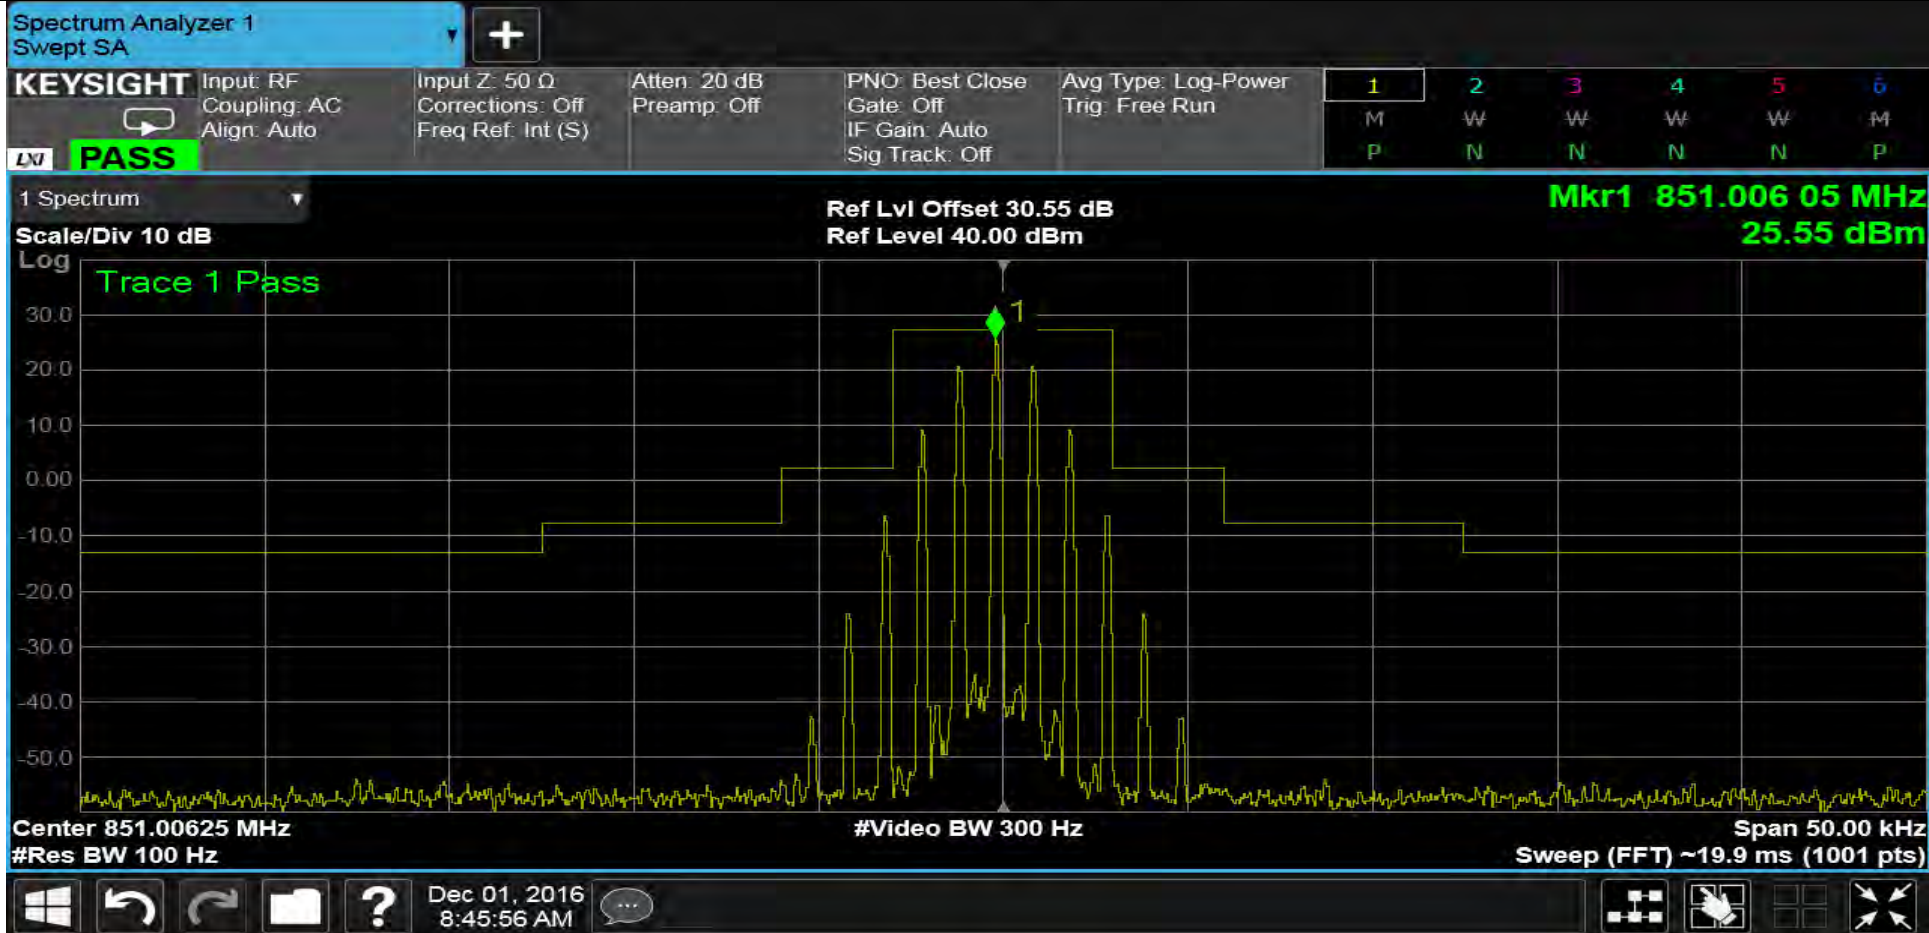 Spectrum Analyzer 1
Swept SA
+
KEYSIGHT
LXI
PASS
Input: RF
Coupling: AC
Align: Auto
Input Z: 50 Ω
Corrections: Off
Freq Ref: Int (S)
Atten: 20 dB
Preamp: Off
PNO: Best Close
Gate: Off
IF Gain: Auto
Sig Track: Off
Avg Type: Log-Power
Trig: Free Run
1 2 3 4 5 6
M W W W W M
P N N N N P
1 Spectrum
Scale/Div 10 dB
Log
Ref Lvl Offset 30.55 dB
Ref Level 40.00 dBm
Mkr1 851.006 05 MHz
25.55 dBm
Trace 1 Pass
1
30.0
20.0
10.0
0.00
-10.0
-20.0
-30.0
-40.0
-50.0
Center 851.00625 MHz
#Res BW 100 Hz
#Video BW 300 Hz
Span 50.00 kHz
Sweep (FFT) ~19.9 ms (1001 pts)
?
Dec 01, 2016
8:45:56 AM